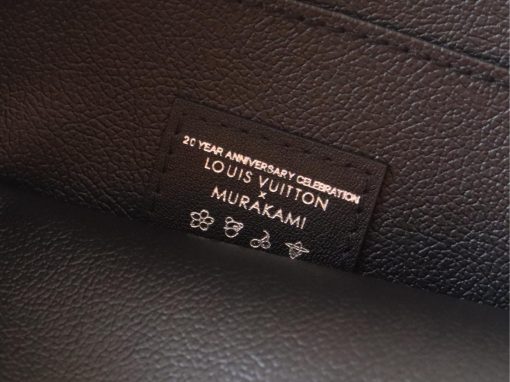 20 YEAR ANNIVERSARY CELEBRATION
LOUIS VUITTON
×
MURAKAMI